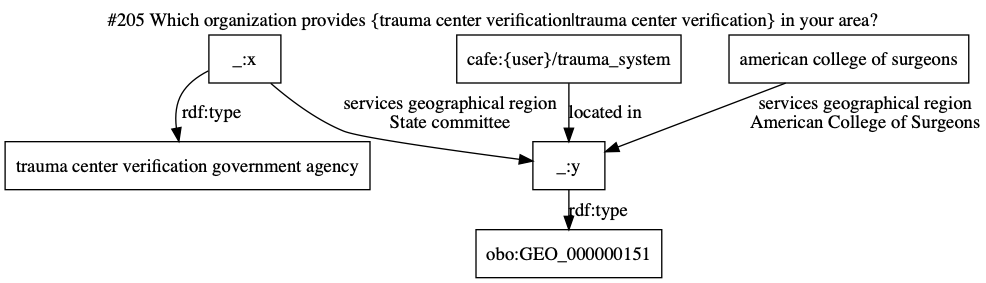 #205 Which organization provides {trauma center verification|trauma center verification} in your area?
_:x
cafe:{user}/trauma_system
american college of surgeons
rdf:type
services geographical region
State committee
located in
services geographical region
American College of Surgeons
trauma center verification government agency
_:y
rdf:type
obo:GEO_000000151